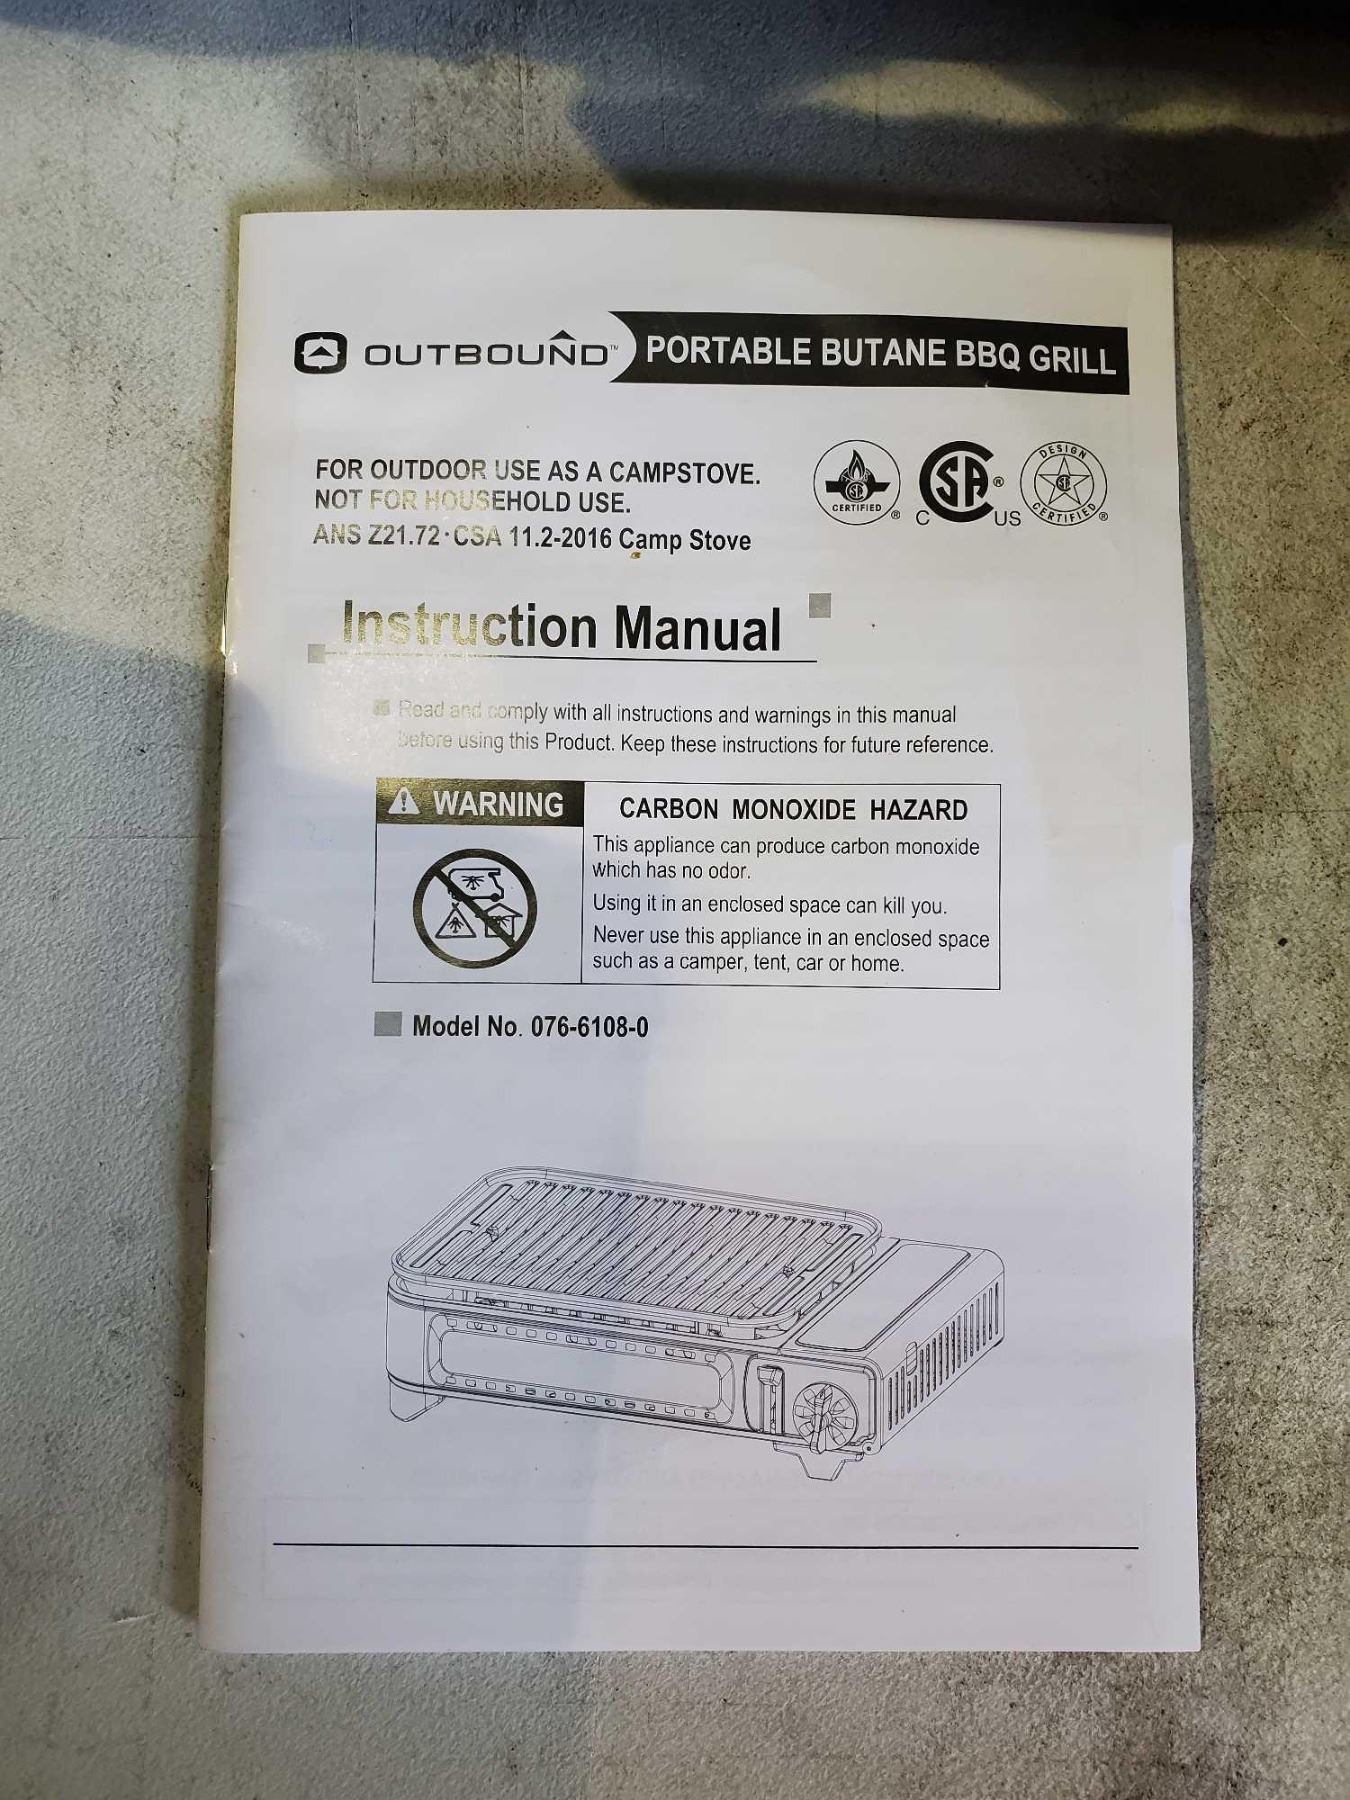 OUTBOUND™ PORTABLE BUTANE BBQ GRILL
FOR OUTDOOR USE AS A CAMPSTOVE.
NOT FOR HOUSEHOLD USE.
ANS Z21.72·CSA 11.2-2016 Camp Stove
CERTIFIED ®
C SA ® US
DESIGN SA CERTIFIED ®
Instruction Manual
Read and comply with all instructions and warnings in this manual
before using this Product. Keep these instructions for future reference.
WARNING
CARBON MONOXIDE HAZARD
This appliance can produce carbon monoxide
which has no odor.
Using it in an enclosed space can kill you.
Never use this appliance in an enclosed space
such as a camper, tent, car or home.
Model No. 076-6108-0